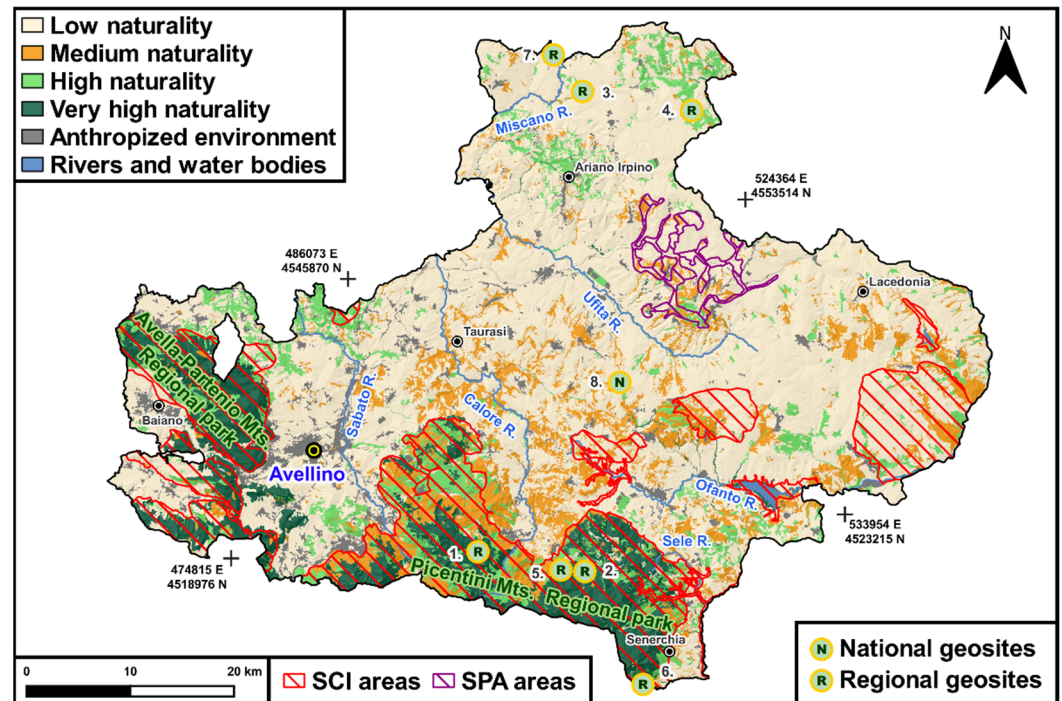 Low naturality
Medium naturality
High naturality
Very high naturality
Anthropized environment
Rivers and water bodies
N
7.
R
R
3.
4.
R
Miscano R.
Ariano Irpino
524364 E
4553514 N
486073 E
4545870 N
Lacedonia
Ufita R.
Taurasi
Avella-Partenio Mts
Regional park
8.
N
Baiano
Sabato R.
Calore R.
Avellino
Ofanto R.
533954 E
4523215 N
Sele R.
474815 E
4518976 N
1.
R
5.
R
R
2.
Picentini Mts. Regional park
Senerchia
6.
R
0 10 20 km
SCI areas
SPA areas
N
National geosites
R
Regional geosites